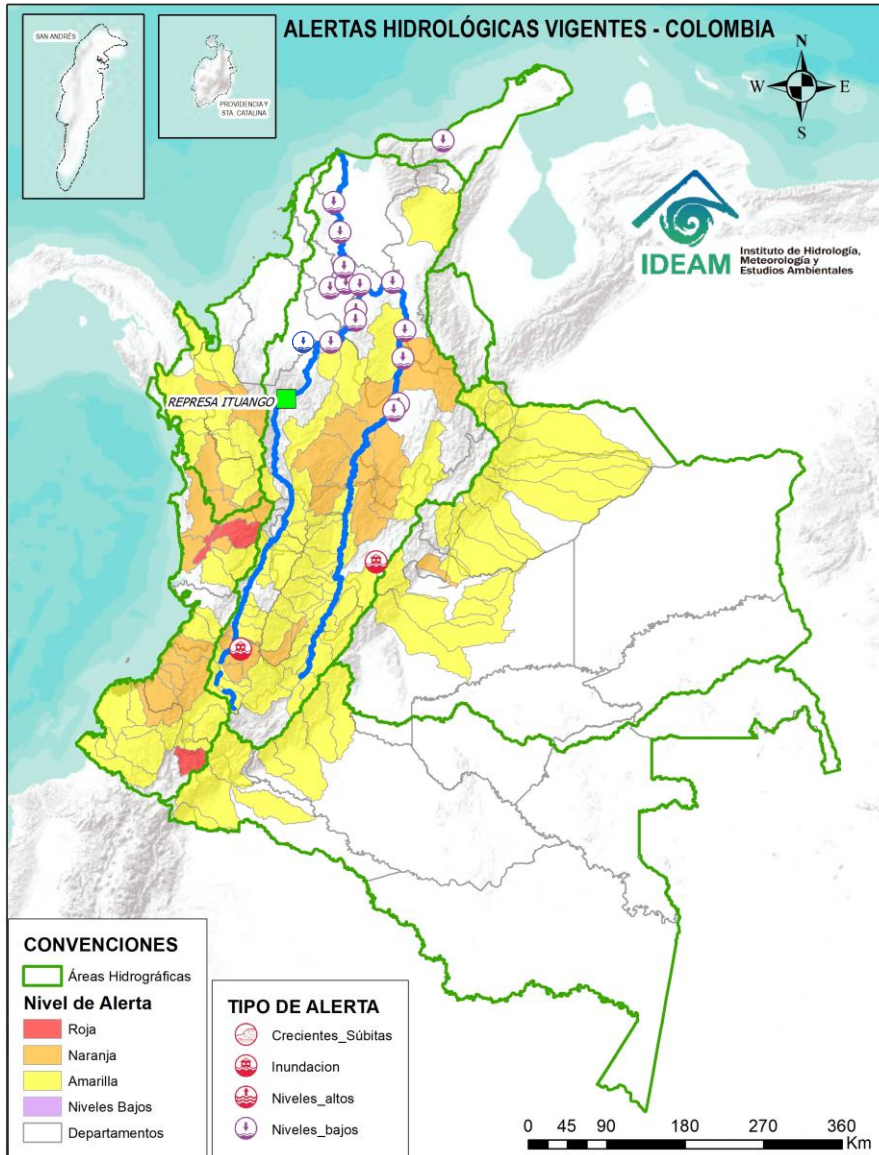 ALERTAS HIDROLÓGICAS VIGENTES - COLOMBIA
SAN ANDRÉS
PROVIDENCIA Y
STA. CATALINA
N
W
E
S
IDEAM
Instituto de Hidrología,
Meteorología y
Estudios Ambientales
REPRESA ITUANGO
CONVENCIONES
Áreas Hidrográficas
Nivel de Alerta
Roja
Naranja
Amarilla
Niveles Bajos
Departamentos
TIPO DE ALERTA
Crecientes_Súbitas
Inundacion
Niveles_altos
Niveles_bajos
0 45 90 180 270 360
Km